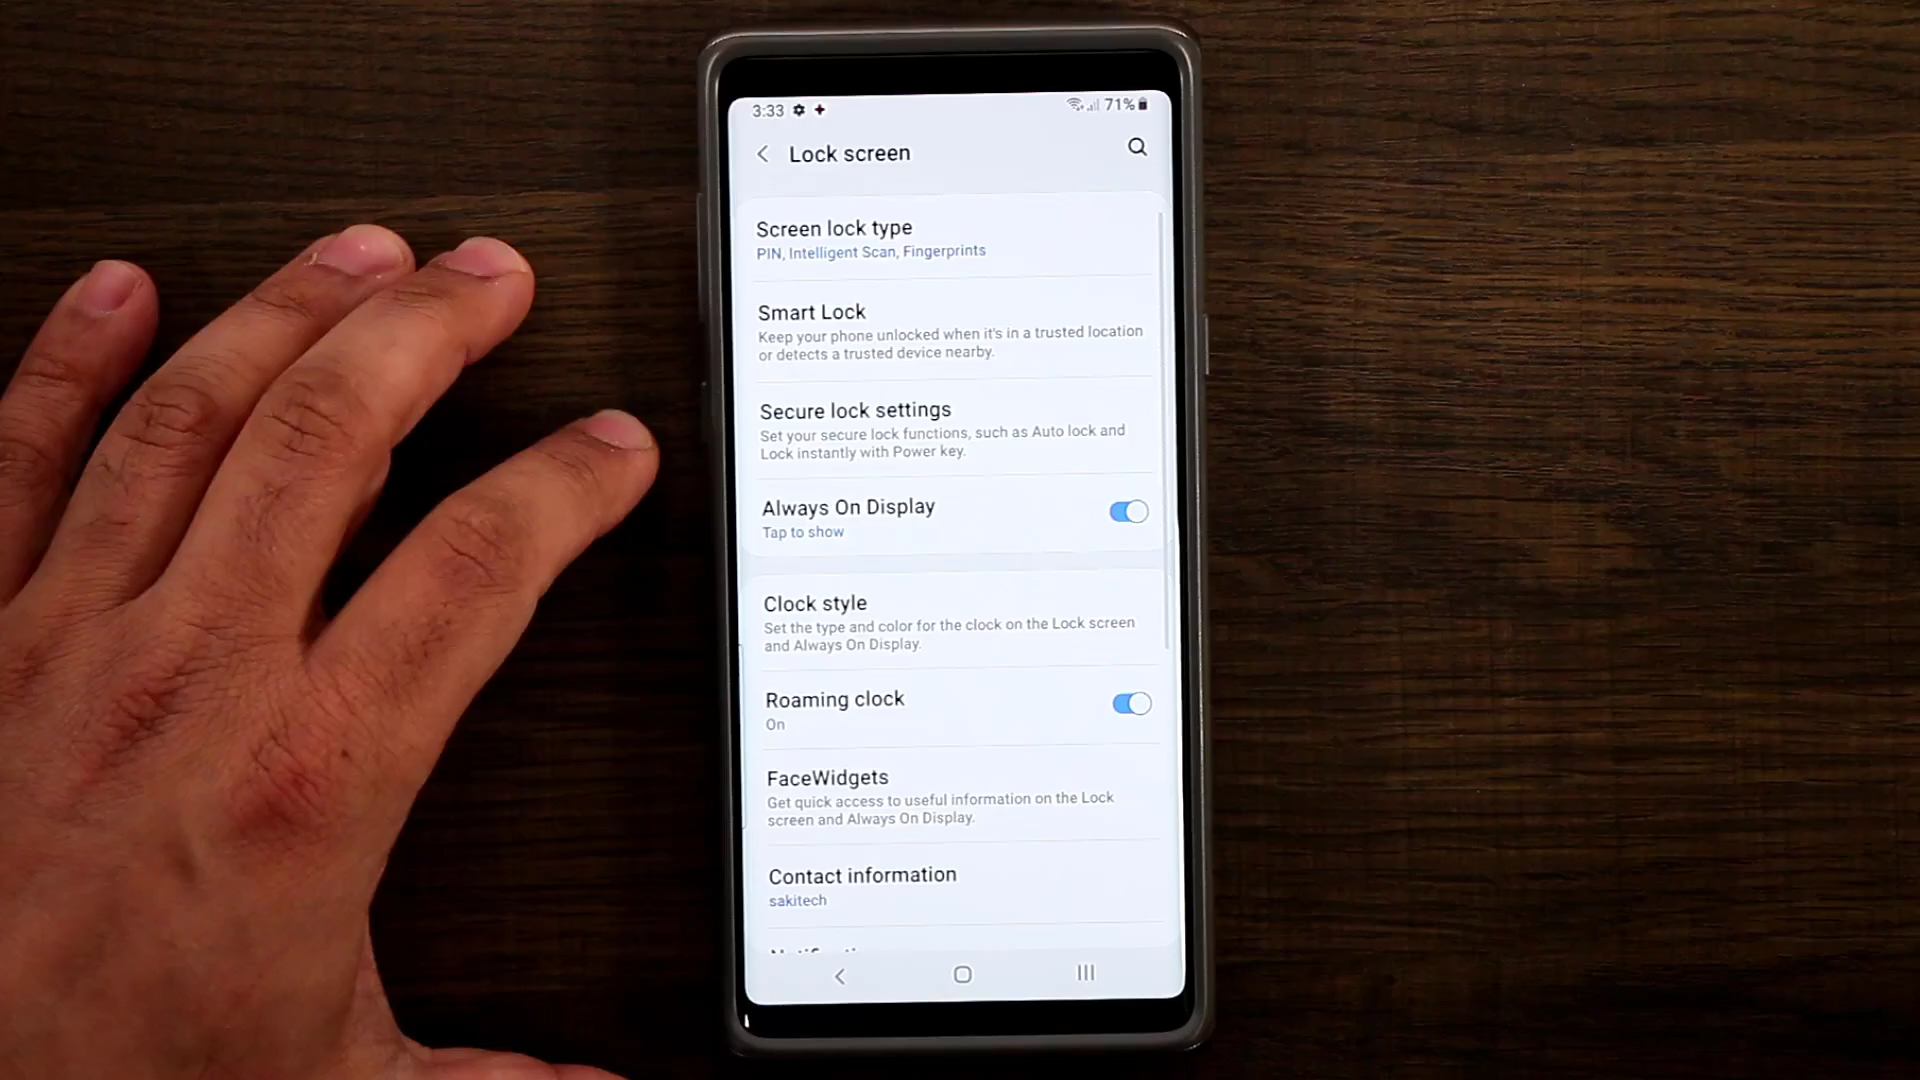 3:33
71%
Lock screen
Screen lock type
PIN, Intelligent Scan, Fingerprints
Smart Lock
Keep your phone unlocked when it's in a trusted location
or detects a trusted device nearby.
Secure lock settings
Set your secure lock functions, such as Auto lock and
Lock instantly with Power key.
Always On Display
Tap to show
Clock style
Set the type and color for the clock on the Lock screen
and Always On Display.
Roaming clock
On
FaceWidgets
Get quick access to useful information on the Lock
screen and Always On Display.
Contact information
sakitech